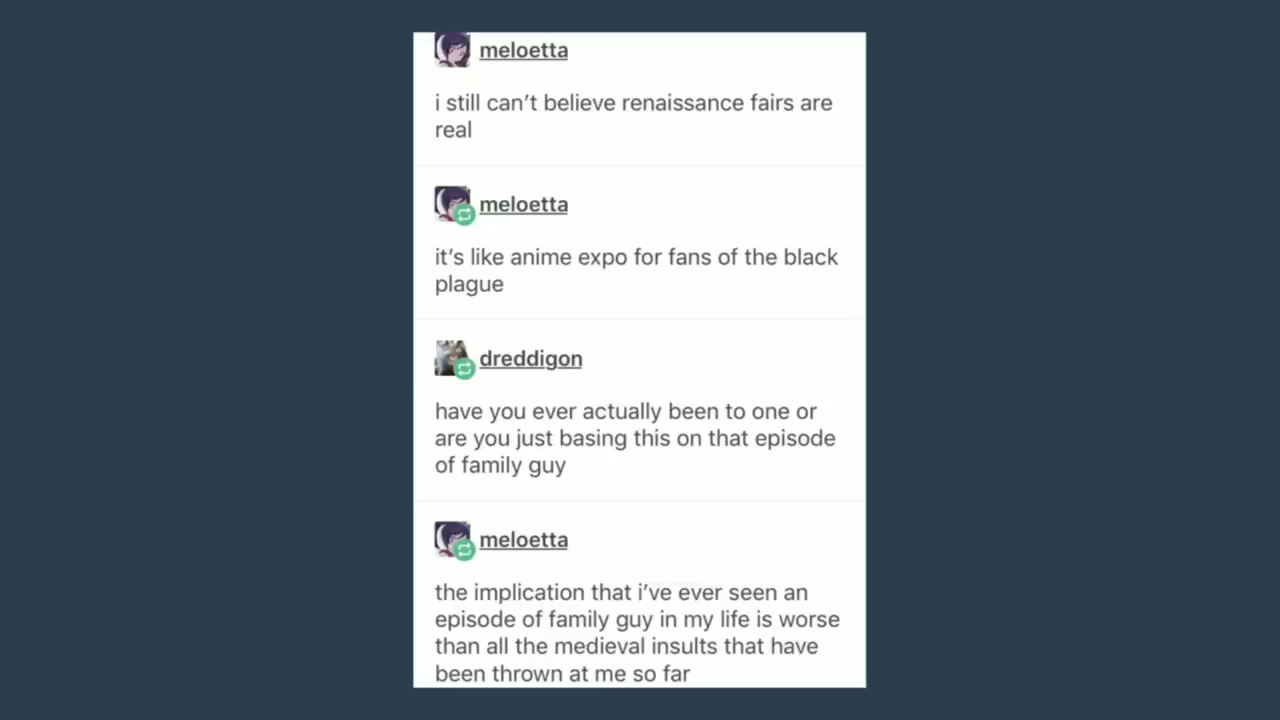 meloetta
i still can’t believe renaissance fairs are
real
meloetta
it’s like anime expo for fans of the black
plague
dreddigon
have you ever actually been to one or
are you just basing this on that episode
of family guy
meloetta
the implication that i’ve ever seen an
episode of family guy in my life is worse
than all the medieval insults that have
been thrown at me so far